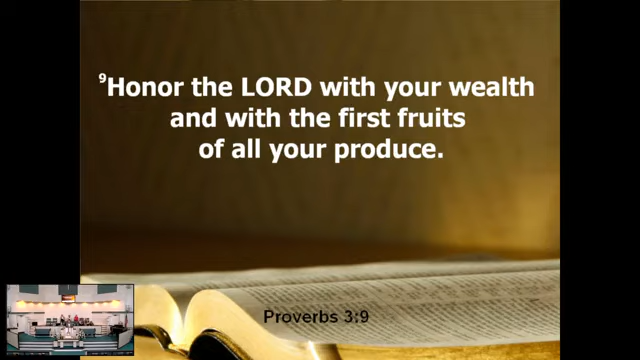 ⁹Honor the LORD with your wealth
and with the first fruits
of all your produce.
Proverbs 3:9